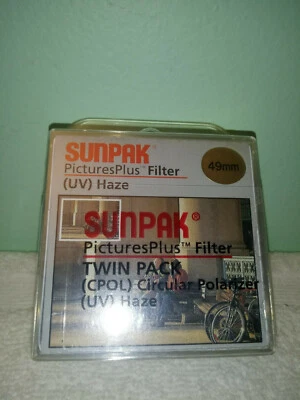 SUNPAK®
PicturesPlus™ Filter
49mm
(UV) Haze
SUNPAK®
PicturesPlus™ Filter
TWIN PACK
(CPOL) Circular Polarizer
(UV) Haze